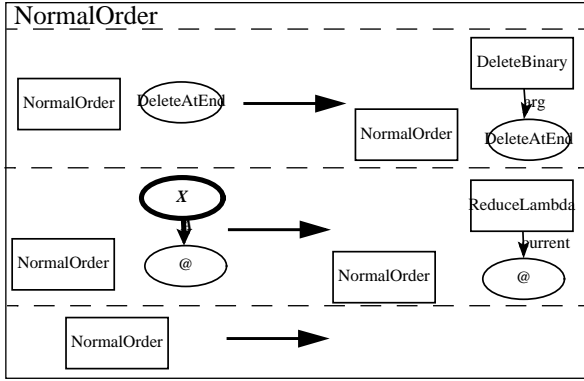 NormalOrder
DeleteBinary
NormalOrder
DeleteAtEnd
arg
NormalOrder
DeleteAtEnd
X
ReduceLambda
current
NormalOrder
@
NormalOrder
@
NormalOrder